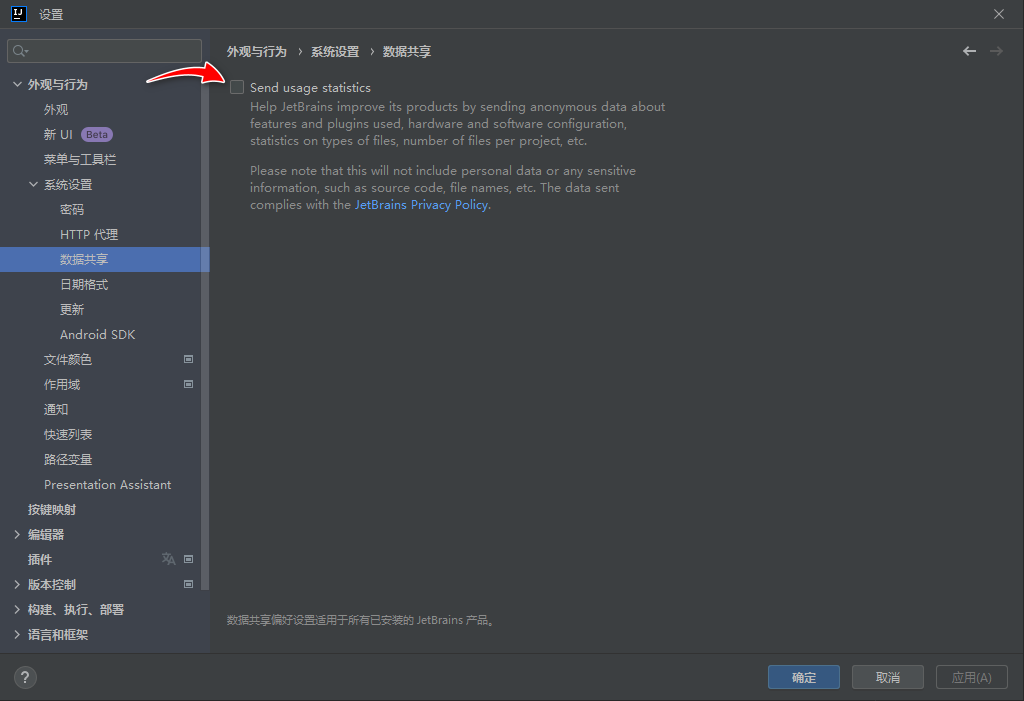 IJ
设置
外观与行为 › 系统设置 › 数据共享
外观与行为
外观
新 UI Beta
菜单与工具栏
系统设置
密码
HTTP 代理
数据共享
日期格式
更新
Android SDK
文件颜色
作用域
通知
快速列表
路径变量
Presentation Assistant
按键映射
编辑器
插件
版本控制
构建、执行、部署
语言和框架
Send usage statistics
Help JetBrains improve its products by sending anonymous data about
features and plugins used, hardware and software configuration,
statistics on types of files, number of files per project, etc.
Please note that this will not include personal data or any sensitive
information, such as source code, file names, etc. The data sent
complies with the JetBrains Privacy Policy.
数据共享偏好设置适用于所有已安装的 JetBrains 产品。
?
确定
取消
应用(A)